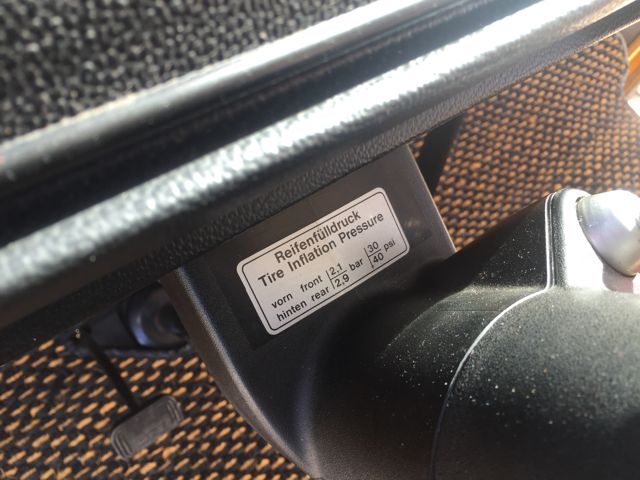 Reifenfülldruck
Tire Inflation Pressure
vorn front 2,1 bar 30 psi
hinten rear 2,9 40